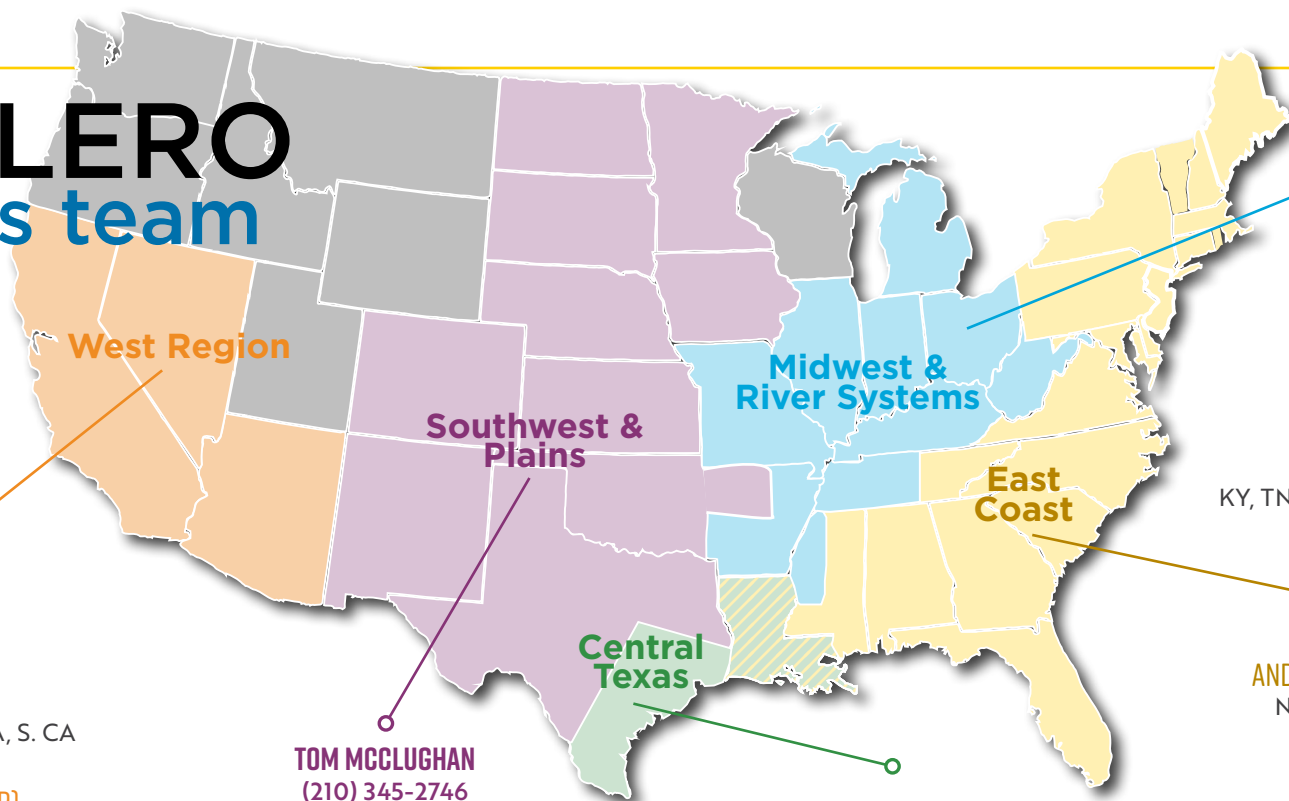 LERO
s team
West Region
Midwest &
River Systems
Southwest &
Plains
East
Coast
KY, TN
Central
Texas
AND
N
A, S. CA
TOM MCCLUGHAN
(210) 345-2746